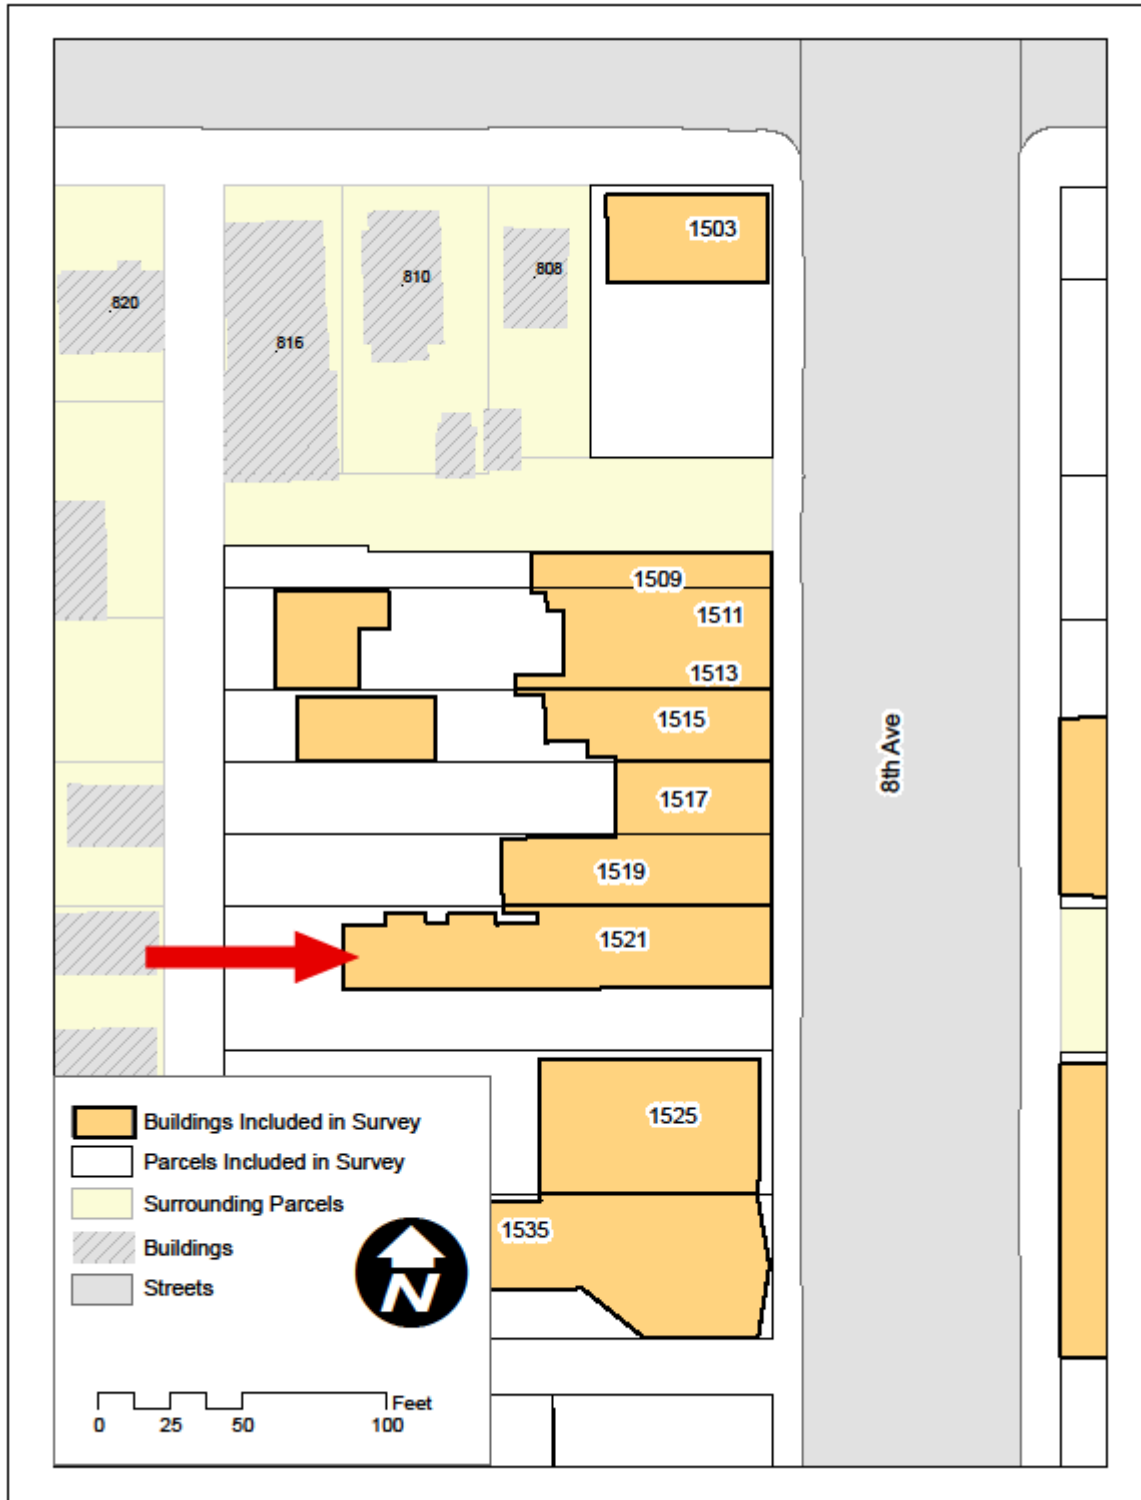 1503
820
816
810
808
1509
1511
1513
1515
1517
1519
1521
8th Ave
1525
1535
Buildings Included in Survey
Parcels Included in Survey
Surrounding Parcels
Buildings
Streets
N
Feet
0 25 50 100